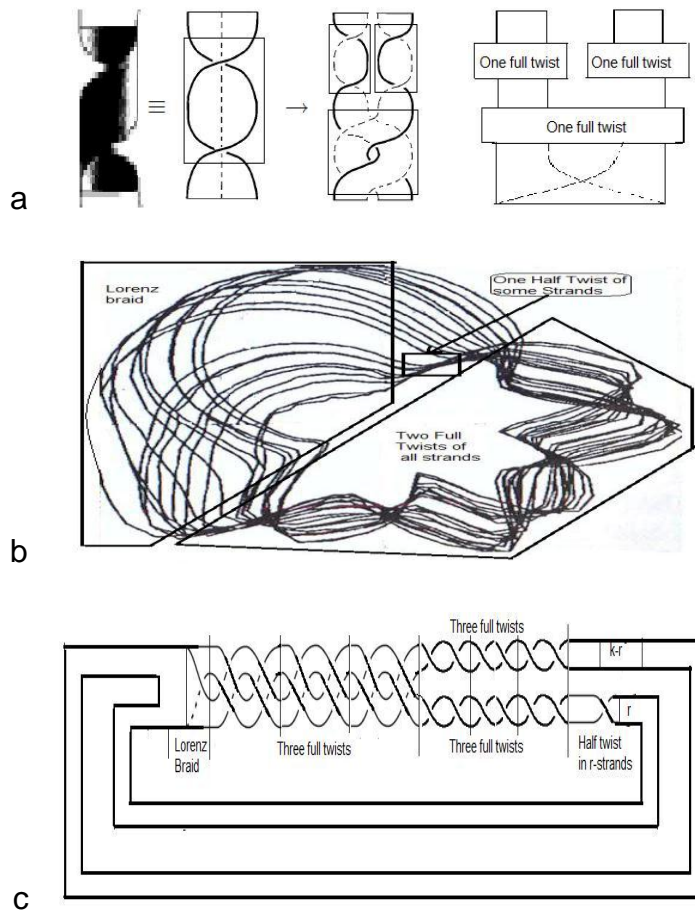 One full twist
One full twist
One full twist
≡
→
a
Lorenz
braid
One Half Twist of
some Strands
Two Full
Twists of
all strands
b
Three full twists
k-r
r
Lorenz
Braid
Three full twists
Three full twists
Half twist
in r-strands
c